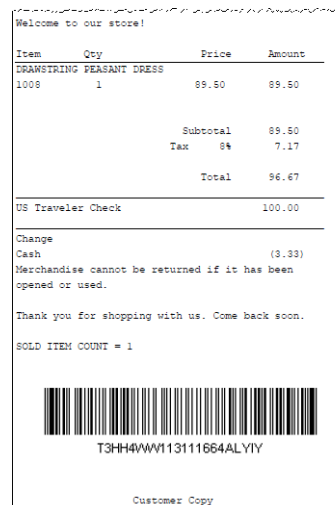 Welcome to our store!
Item Qty Price Amount
DRAWSTRING PEASANT DRESS
1008 1 89.50 89.50
Subtotal 89.50
Tax 8% 7.17
Total 96.67
US Traveler Check 100.00
Change
Cash (3.33)
Merchandise cannot be returned if it has been
opened or used.
Thank you for shopping with us. Come back soon.
SOLD ITEM COUNT = 1
Customer Copy